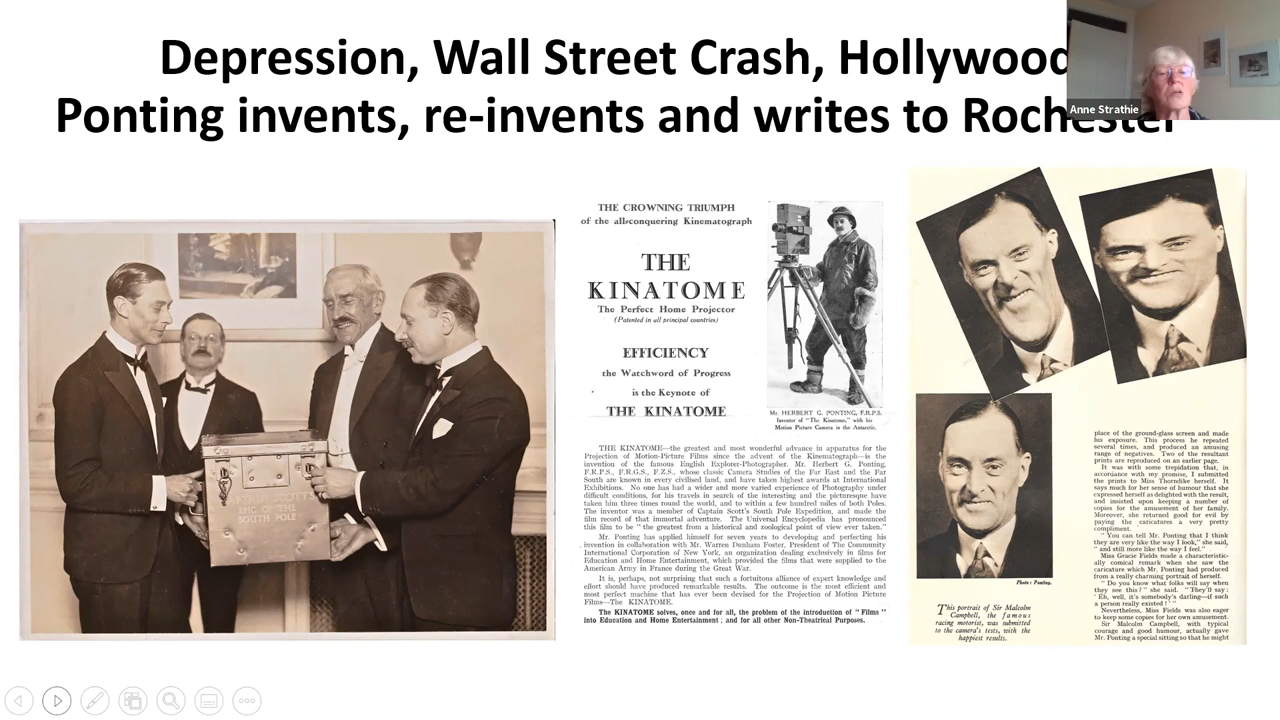 Depression, Wall Street Crash, Hollywood
Ponting invents, re-invents and writes to Rochester
Anne Strathie
SCOTT'S
EPIC OF THE
SOUTH POLE
THE CROWNING TRIUMPH
of the all-conquering Kinematograph
THE
KINATOME
The Perfect Home Projector
(Patented in all principal countries)
EFFICIENCY
the Watchword of Progress
is the Keynote of
THE KINATOME
Mr. HERBERT G. PONTING, F.R.P.S.
Inventor of "The Kinatome," with his
Motion Picture Camera in the Antarctic.
THE KINATOME—the greatest and most wonderful advance in apparatus for the
Projection of Motion-Picture Films since the advent of the Kinematograph—is the
invention of the famous English Explorer-Photographer, Mr. Herbert G. Ponting,
F.R.P.S., F.R.G.S., F.Z.S., whose classic Camera Studies of the Far East and the Far
South are known in every civilised land, and have taken highest awards at International
Exhibitions. No one has had a wider and more varied experience of Photography under
difficult conditions, for his travels in search of the interesting and the picturesque have
taken him three times round the world, and to within a few hundred miles of both Poles.
The inventor was a member of Captain Scott's South Pole Expedition, and made the
film record of that immortal adventure. The Universal Encyclopedia has pronounced
this film to be "the greatest from a historical and zoological point of view ever taken."
Mr. Ponting has applied himself for seven years to developing and perfecting his
invention in collaboration with Mr. Warren Dunham Foster, President of The Community
International Corporation of New York, an organization dealing exclusively in films for
Education and Home Entertainment, which provided the films that were supplied to the
American Army in France during the Great War.
It is, perhaps, not surprising that such a fortuitous alliance of expert knowledge and
effort should have produced remarkable results. The outcome is the most efficient and
most perfect machine that has ever been devised for the Projection of Motion Picture
Films—The KINATOME.
The KINATOME solves, once and for all, the problem of the introduction of "Films"
into Education and Home Entertainment; and for all other Non-Theatrical Purposes.
Photo: Ponting.
This portrait of Sir Malcolm
Campbell, the famous
racing motorist, was submitted
to the camera's tests, with the
happiest results.
place of the ground-glass screen and made
his exposure. This process he repeated
several times, and produced an amusing
range of negatives. Two of the resultant
prints are reproduced on an earlier page.
It was with some trepidation that, in
accordance with my promise, I submitted
the prints to Miss Thorndike herself. It
says much for her sense of humour that she
expressed herself as delighted with the result,
and insisted upon keeping a number of
copies for the amusement of her family.
Moreover, she returned good for evil by
paying the caricatures a very pretty
compliment.
"You can tell Mr. Ponting that I think
they are very like the way I look," she said,
"and still more like the way I feel."
Miss Gracie Fields made a characteristic-
ally comical remark when she saw the
caricature which Mr. Ponting had produced
from a really charming portrait of herself.
"Do you know what folks will say when
they see this?" she said. "They'll say:
'Eh, well, it's somebody's darling—if such
a person really existed!'"
Nevertheless, Miss Fields was also eager
to keep some copies for her own amusement.
Sir Malcolm Campbell, with typical
courage and good humour, actually gave
Mr. Ponting a special sitting so that he might